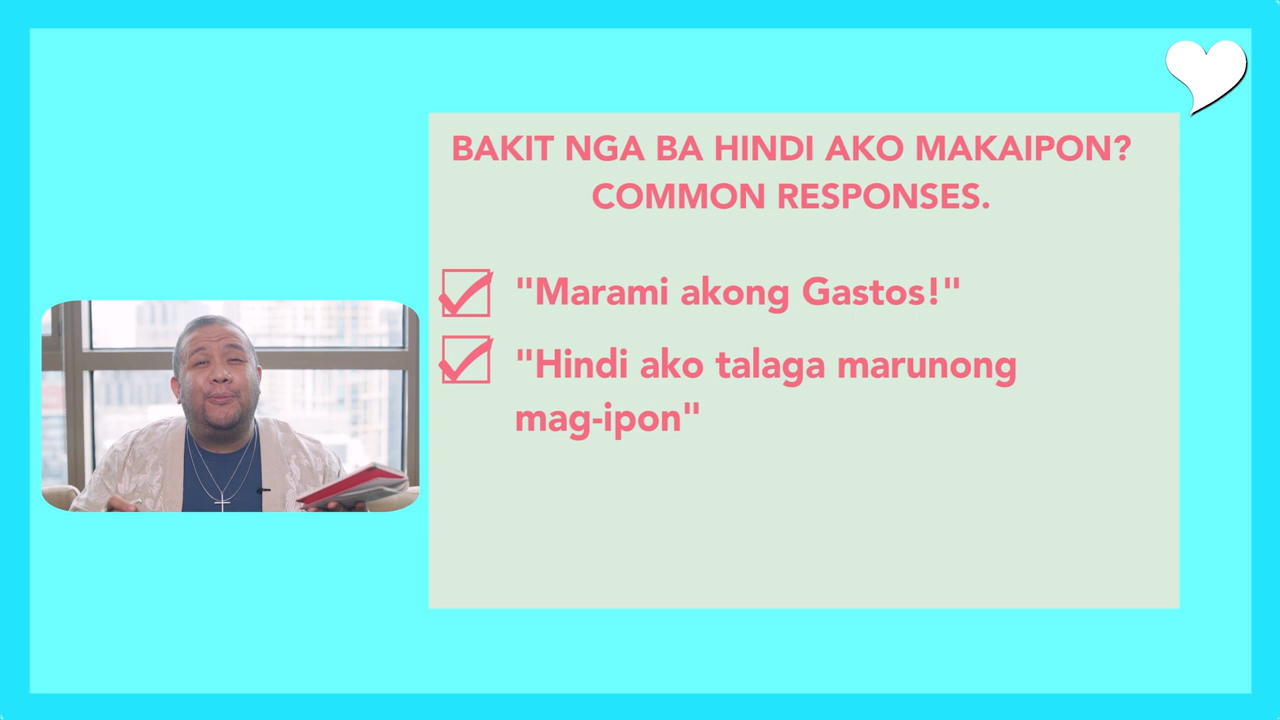 BAKIT NGA BA HINDI AKO MAKAIPON?
COMMON RESPONSES.
"Marami akong Gastos!"
"Hindi ako talaga marunong
mag-ipon"